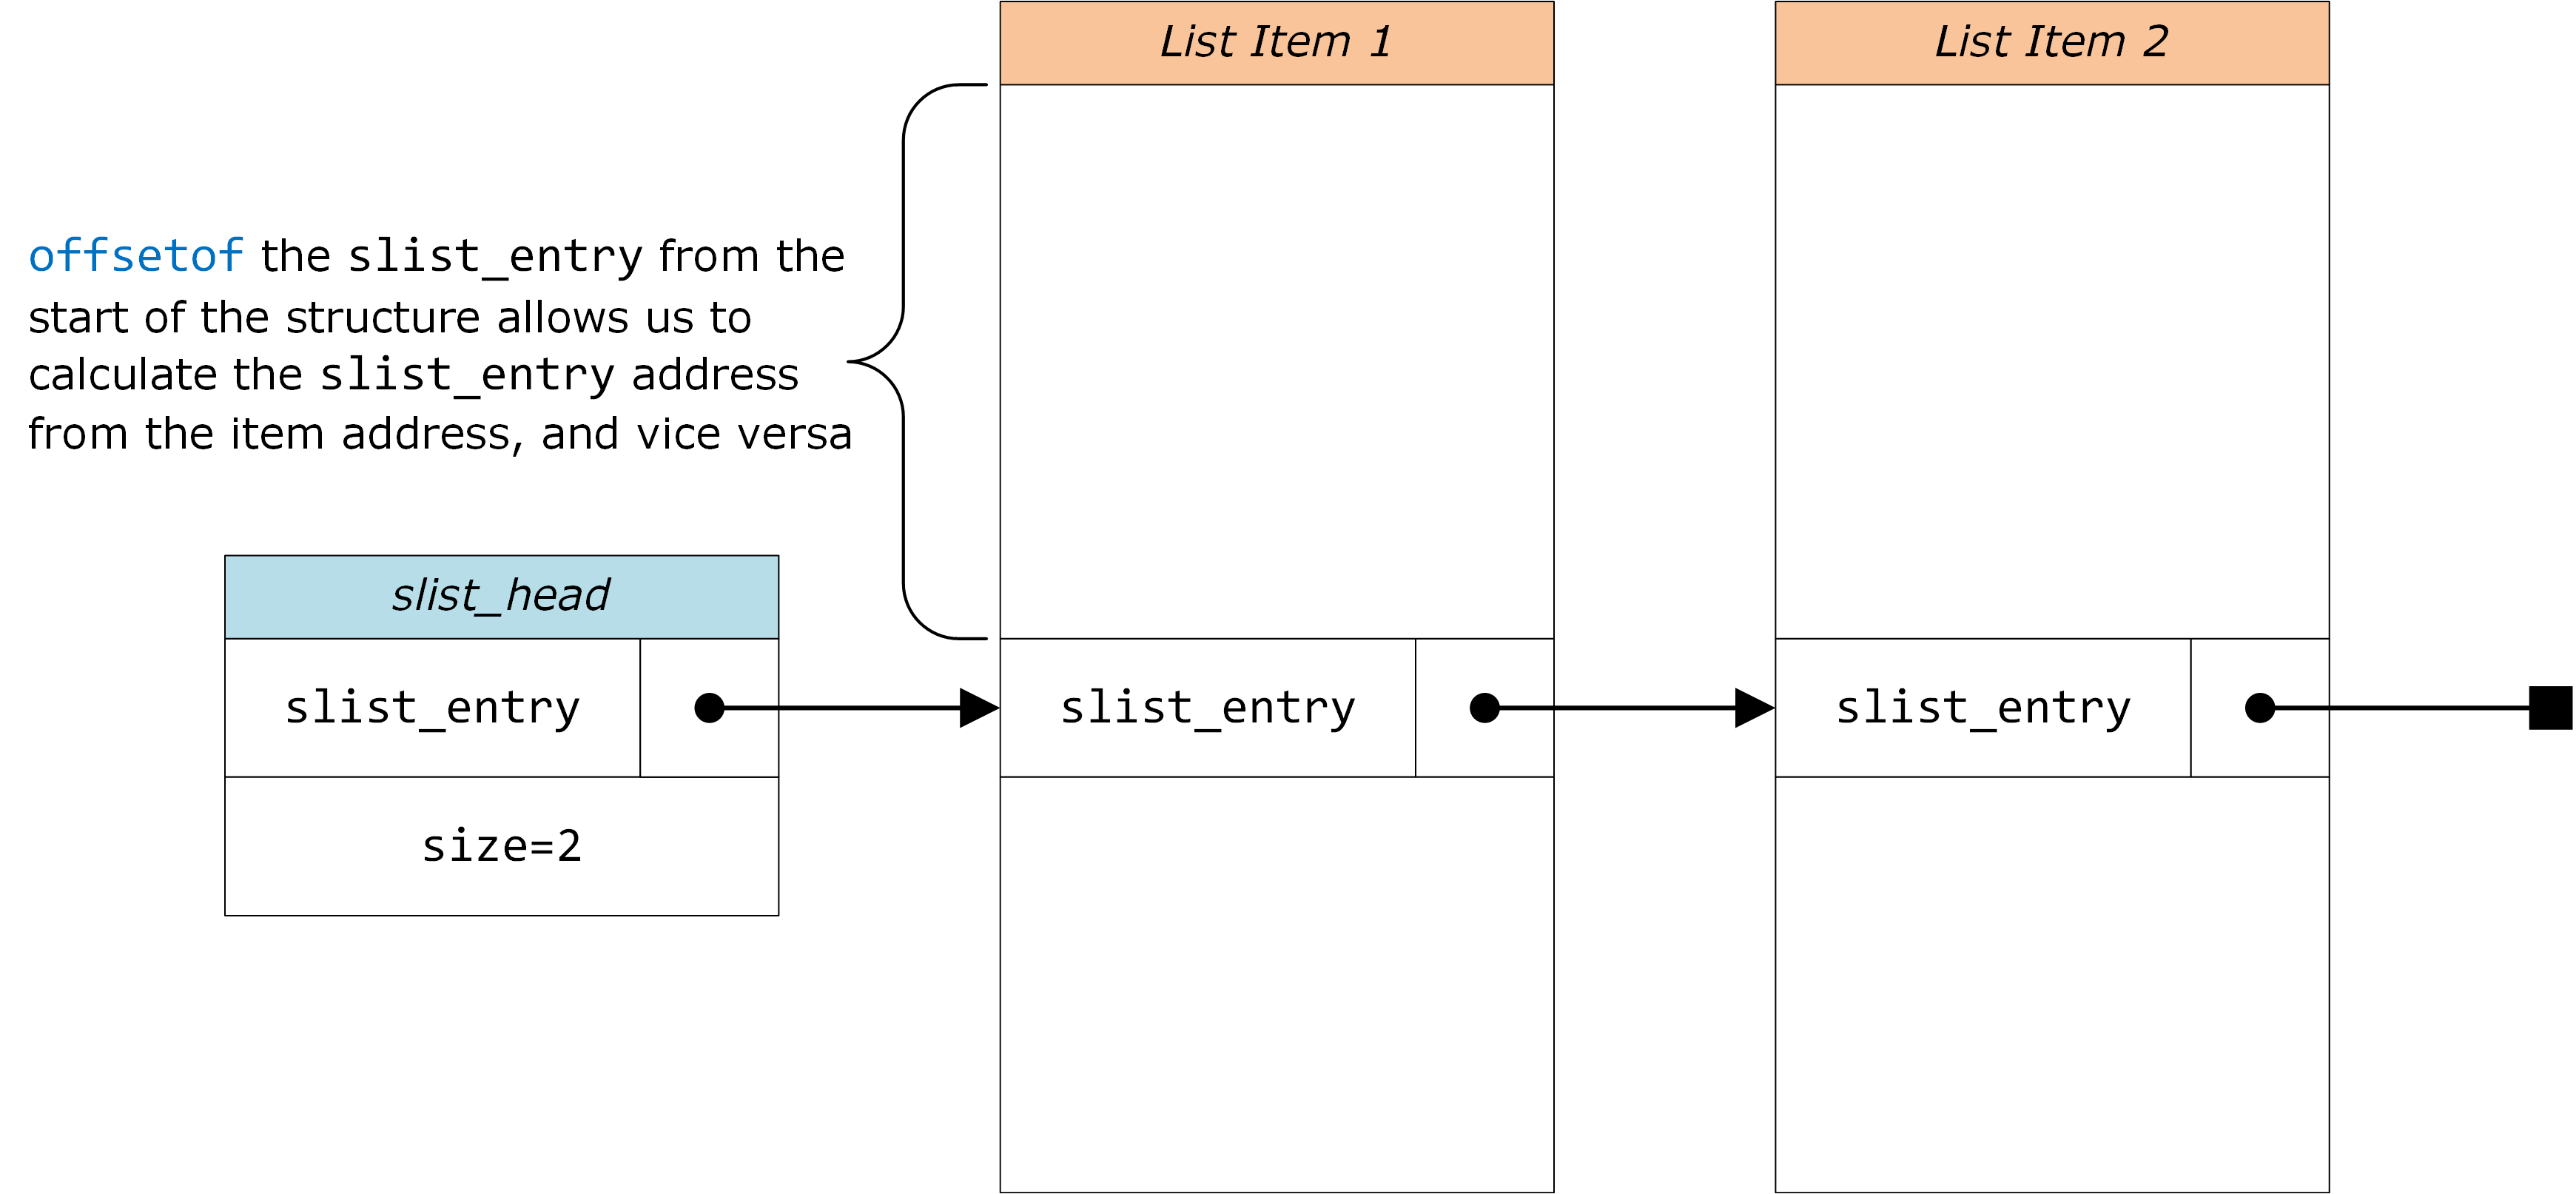 List Item 1
List Item 2
offsetof the slist_entry from the
start of the structure allows us to
calculate the slist_entry address
from the item address, and vice versa
slist_head
slist_entry
slist_entry
slist_entry
size=2